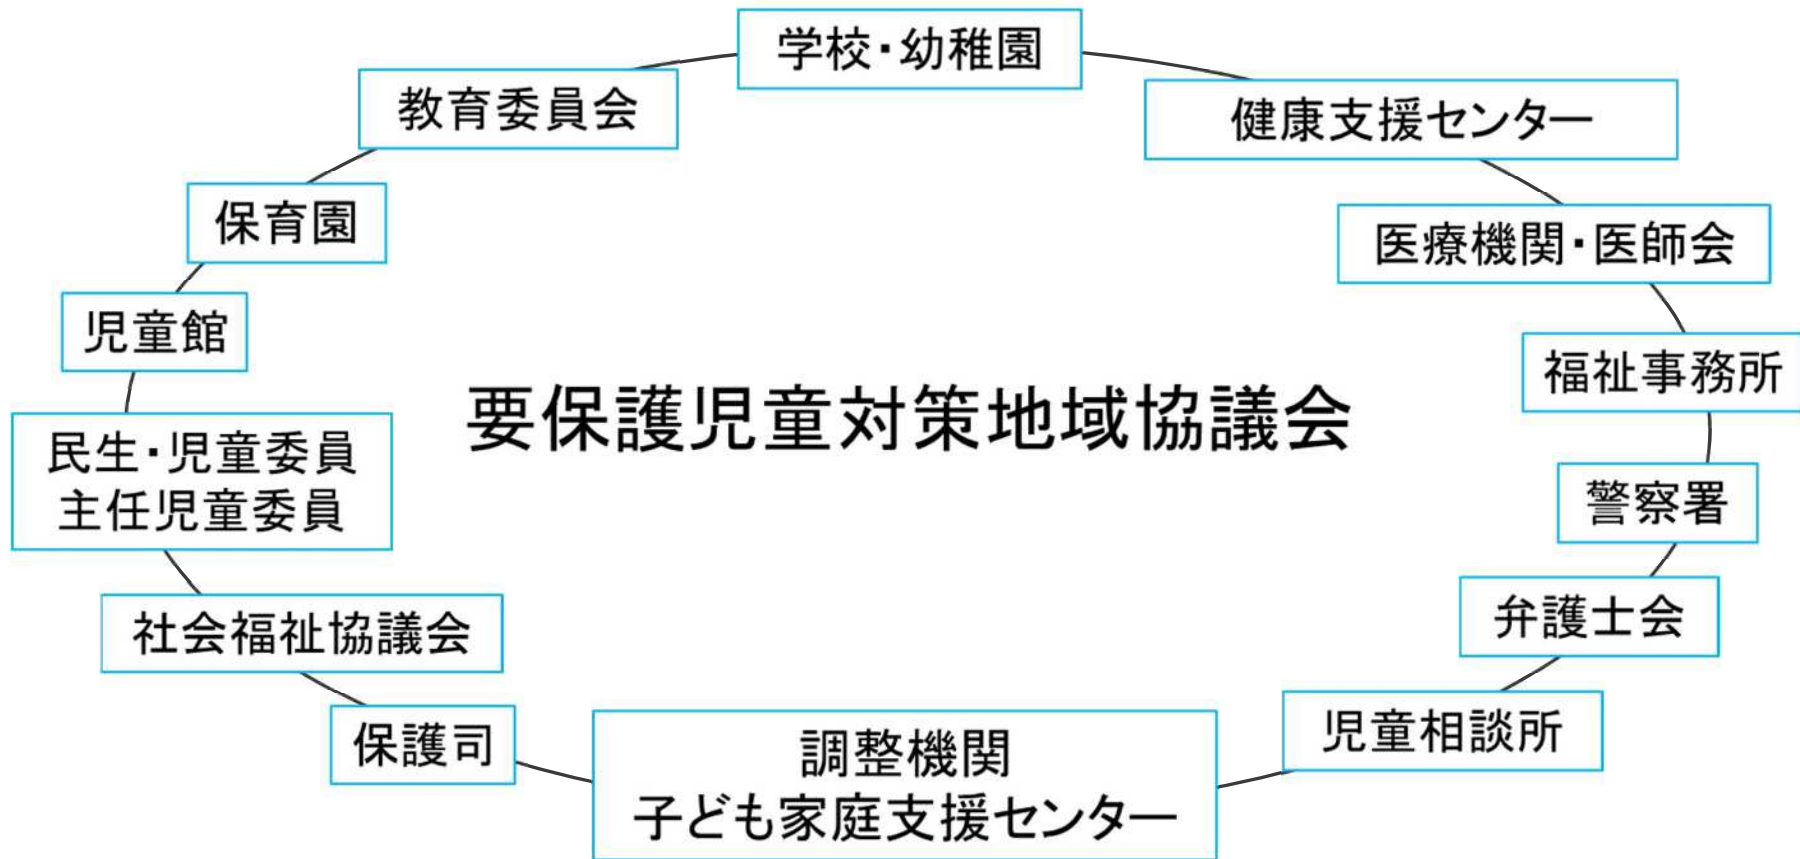 学校・幼稚園
教育委員会
健康支援センター
保育園
医療機関・医師会
児童館
福祉事務所
要保護児童対策地域協議会
民生・児童委員
主任児童委員
警察署
弁護士会
社会福祉協議会
児童相談所
保護司
調整機関
子ども家庭支援センター